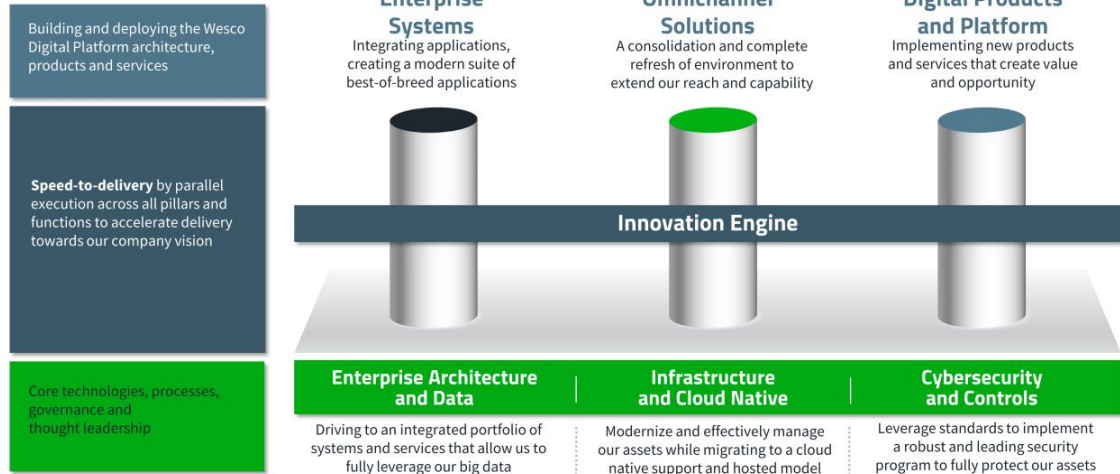 Building and deploying the Wesco
Digital Platform architecture,
products and services
Speed-to-delivery by parallel
execution across all pillars and
functions to accelerate delivery
towards our company vision
Core technologies, processes,
governance and
thought leadership
Enterprise
Systems
Integrating applications,
creating a modern suite of
best-of-breed applications
Omnichannel
Solutions
A consolidation and complete
refresh of environment to
extend our reach and capability
Digital Products
and Platform
Implementing new products
and services that create value
and opportunity
Innovation Engine
Enterprise Architecture
and Data
Driving to an integrated portfolio of
systems and services that allow us to
fully leverage our big data
Infrastructure
and Cloud Native
Modernize and effectively manage
our assets while migrating to a cloud
native support and hosted model
Cybersecurity
and Controls
Leverage standards to implement
a robust and leading security
program to fully protect our assets